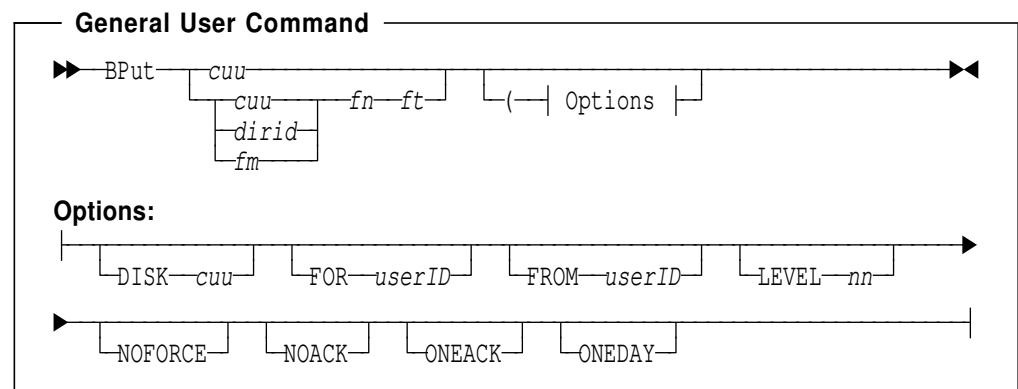 General User Command
BPut cuu
cuu fn ft ( Options
dirid
fm
Options:
DISK cuu FOR userID FROM userID LEVEL nn
NOFORCE NOACK ONEACK ONEDAY